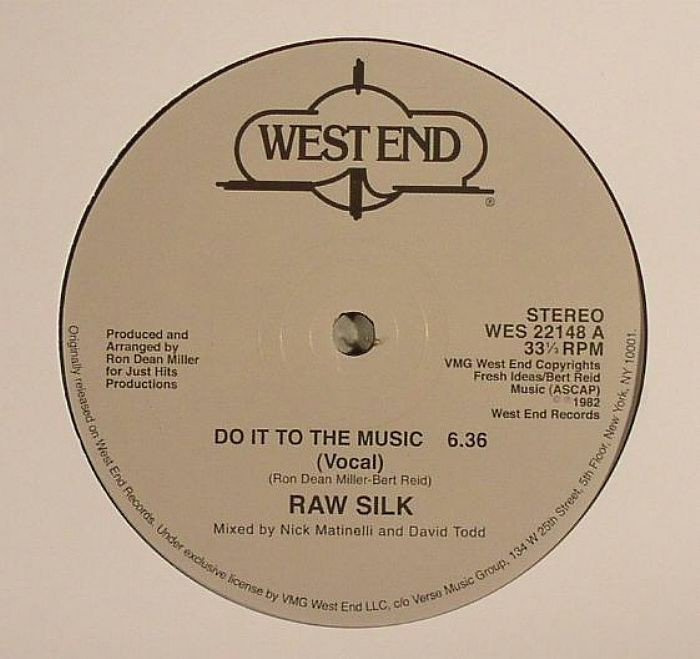 WEST END
®
Produced and
Arranged by
Ron Dean Miller
for Just Hits
Productions
STEREO
WES 22148 A
33⅓ RPM
VMG West End Copyrights
Fresh Ideas/Bert Reid
Music (ASCAP)
©℗ 1982
West End Records
DO IT TO THE MUSIC 6.36
(Vocal)
(Ron Dean Miller-Bert Reid)
RAW SILK
Mixed by Nick Matinelli and David Todd
Originally released on West End Records. Under exclusive license by VMG West End LLC, c/o Verse Music Group, 134 W 25th Street, 5th Floor, New York, NY 10001.